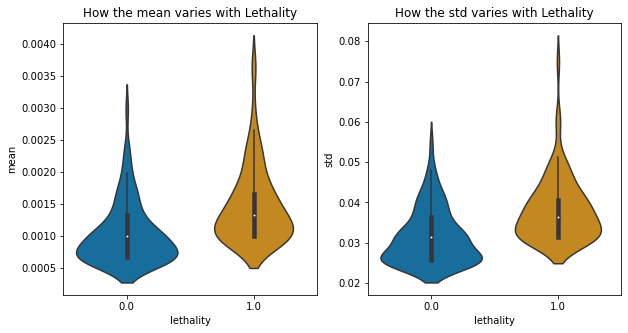 How the mean varies with Lethality
mean
0.0040
0.0035
0.0030
0.0025
0.0020
0.0015
0.0010
0.0005
0.0 1.0
lethality
How the std varies with Lethality
std
0.08
0.07
0.06
0.05
0.04
0.03
0.02
0.0 1.0
lethality